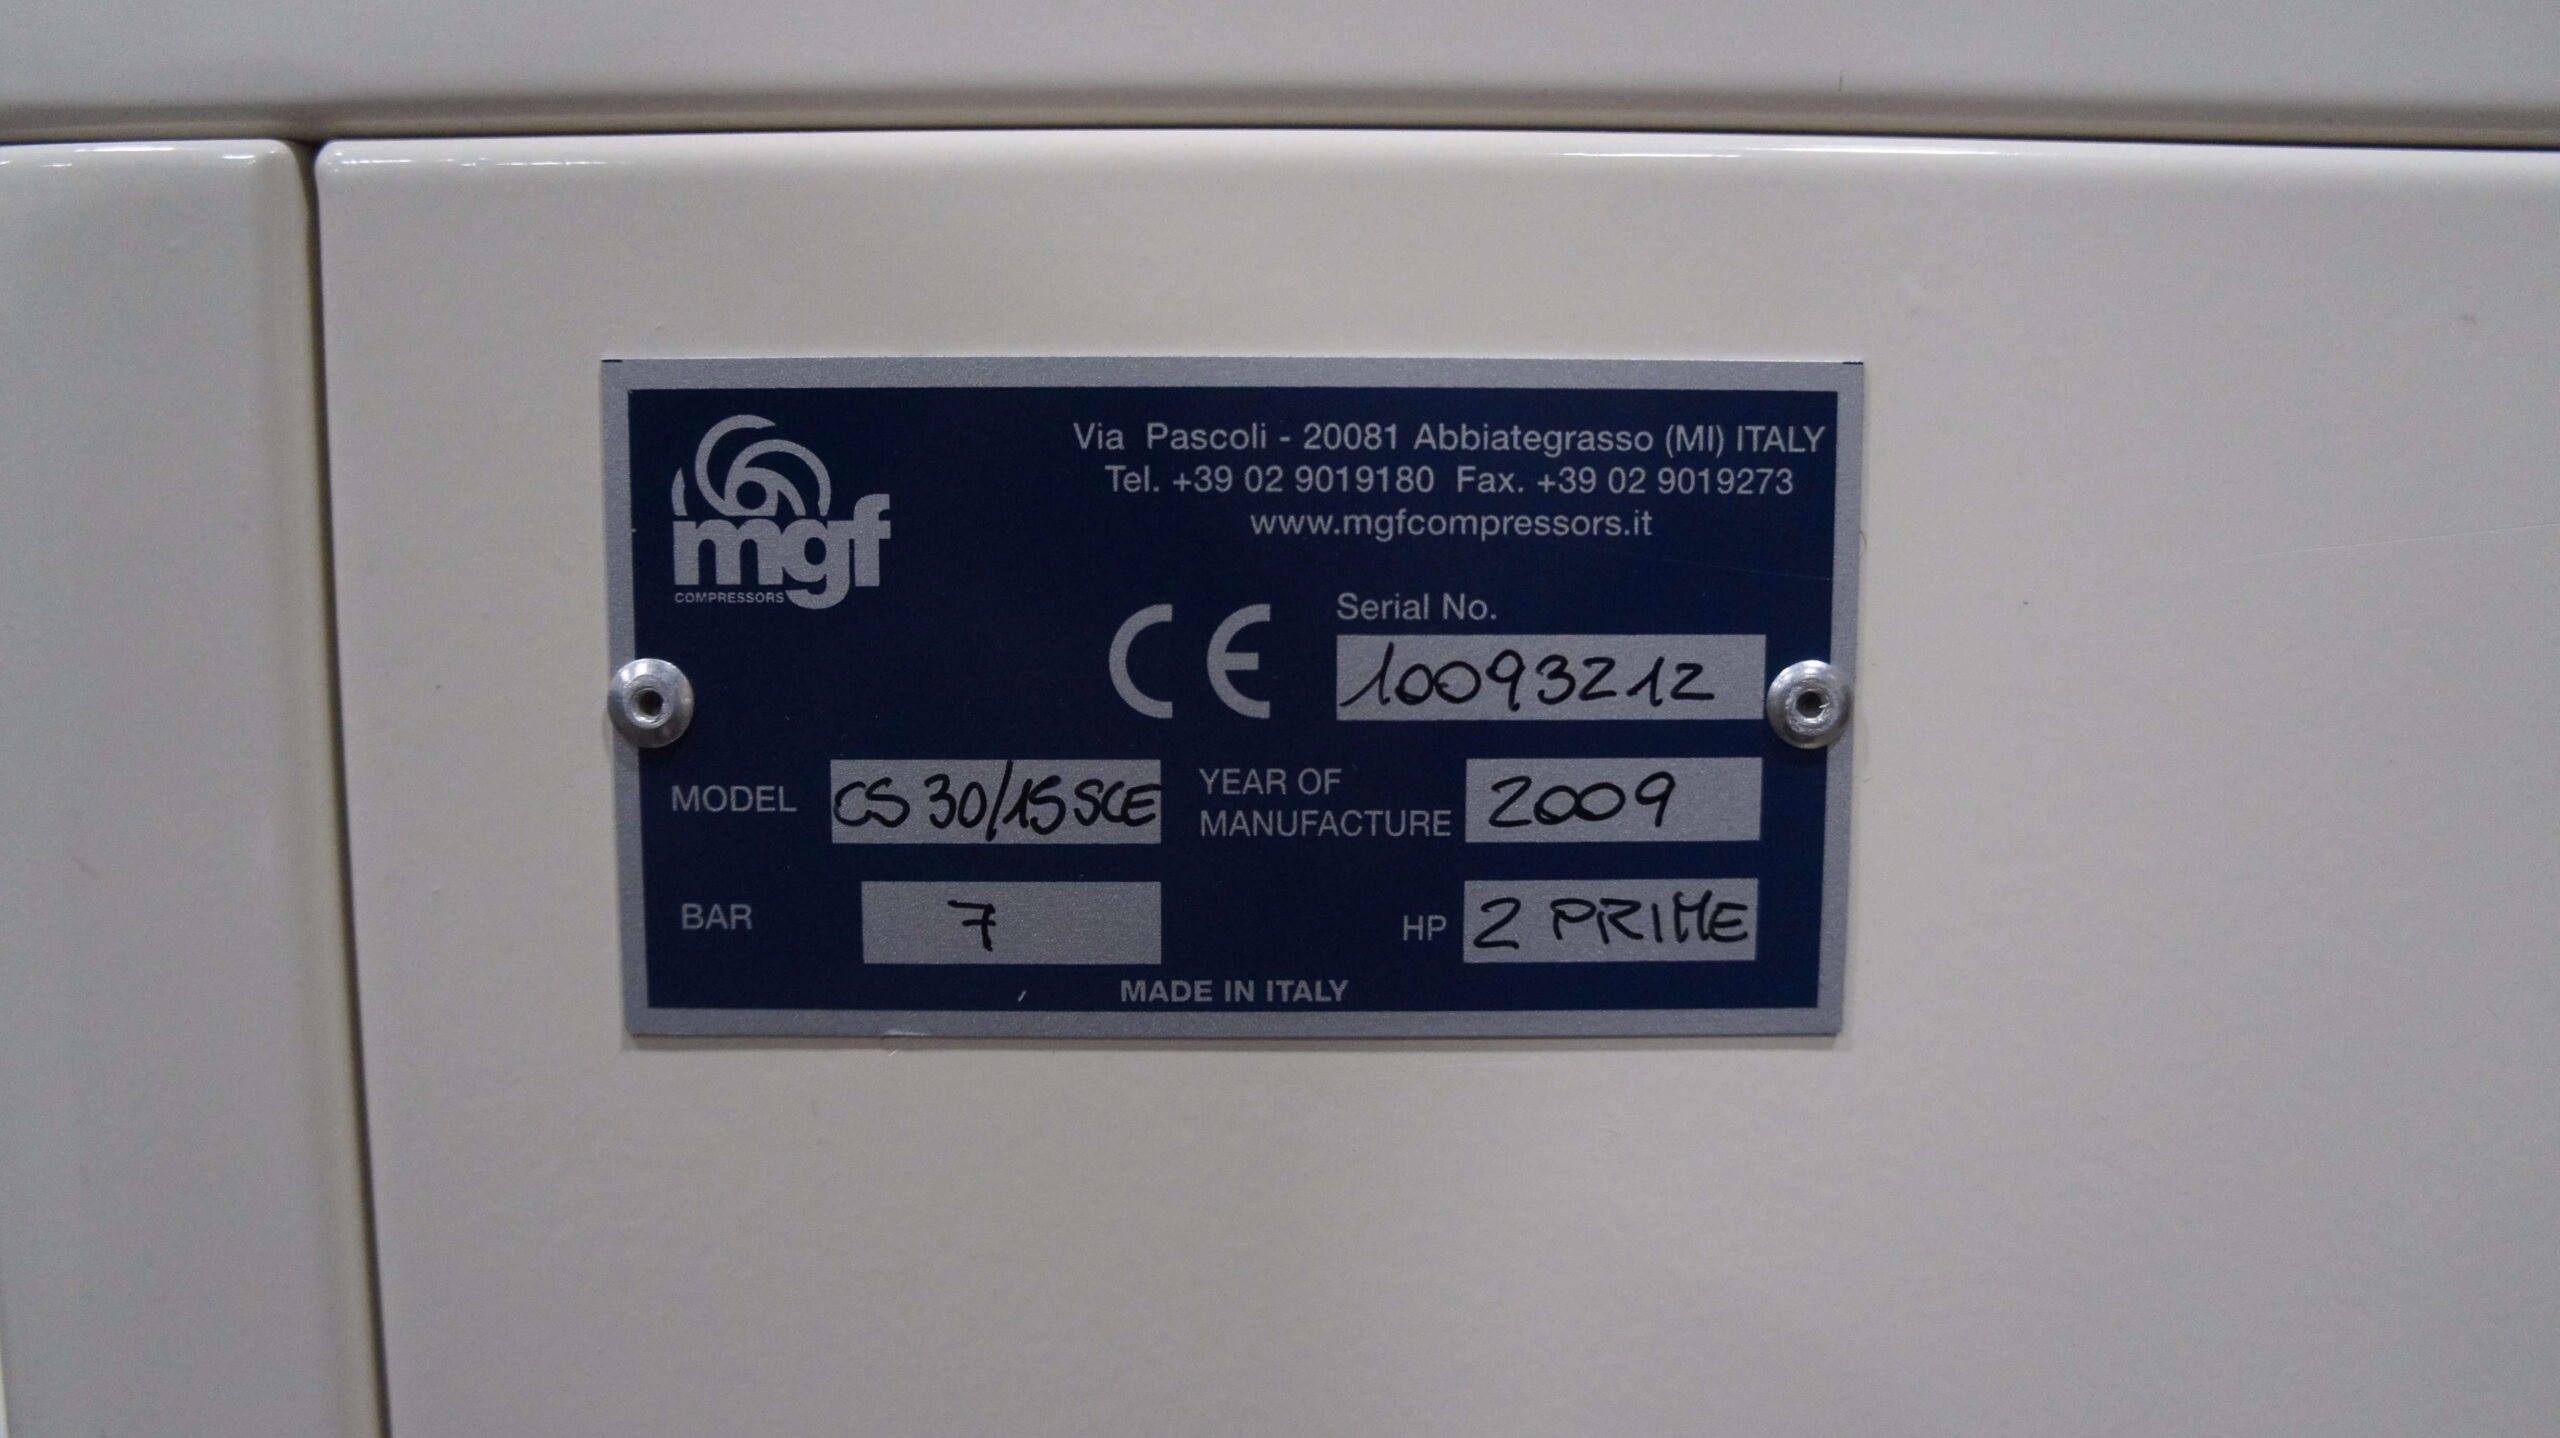 mgf
COMPRESSORS
Via Pascoli - 20081 Abbiategrasso (MI) ITALY
Tel. +39 02 9019180 Fax. +39 02 9019273
www.mgfcompressors.it
CE
Serial No.
10093212
MODEL CS 30/15 SCE
YEAR OF
MANUFACTURE 2009
BAR 7
HP 2 PRIME
MADE IN ITALY